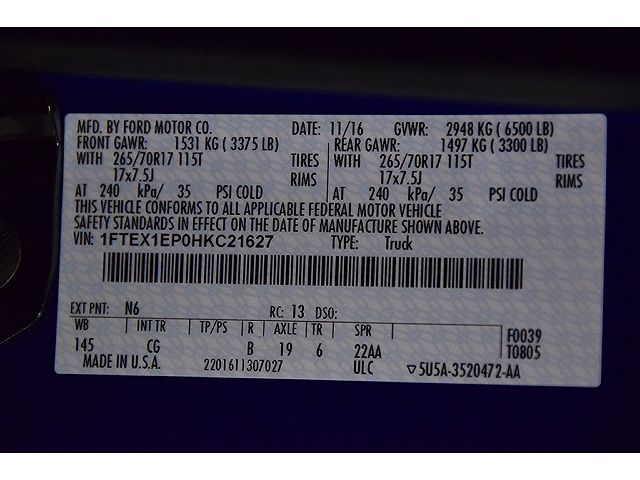 MFD. BY FORD MOTOR CO. DATE: 11/16 GVWR: 2948 KG ( 6500 LB)
FRONT GAWR: 1531 KG ( 3375 LB) REAR GAWR: 1497 KG ( 3300 LB)
WITH 265/70R17 115T TIRES WITH 265/70R17 115T TIRES
17x7.5J RIMS 17x7.5J RIMS
AT 240 kPa/ 35 PSI COLD AT 240 kPa/ 35 PSI COLD
THIS VEHICLE CONFORMS TO ALL APPLICABLE FEDERAL MOTOR VEHICLE
SAFETY STANDARDS IN EFFECT ON THE DATE OF MANUFACTURE SHOWN ABOVE.
VIN: 1FTEX1EP0HKC21627 TYPE: Truck
EXT PNT: N6 RC: 13 DSO:
WB INT TR TP/PS R AXLE TR SPR F0039
145 CG B 19 6 22AA T0805
MADE IN U.S.A. 2201611307027 ULC ▽5U5A-3520472-AA